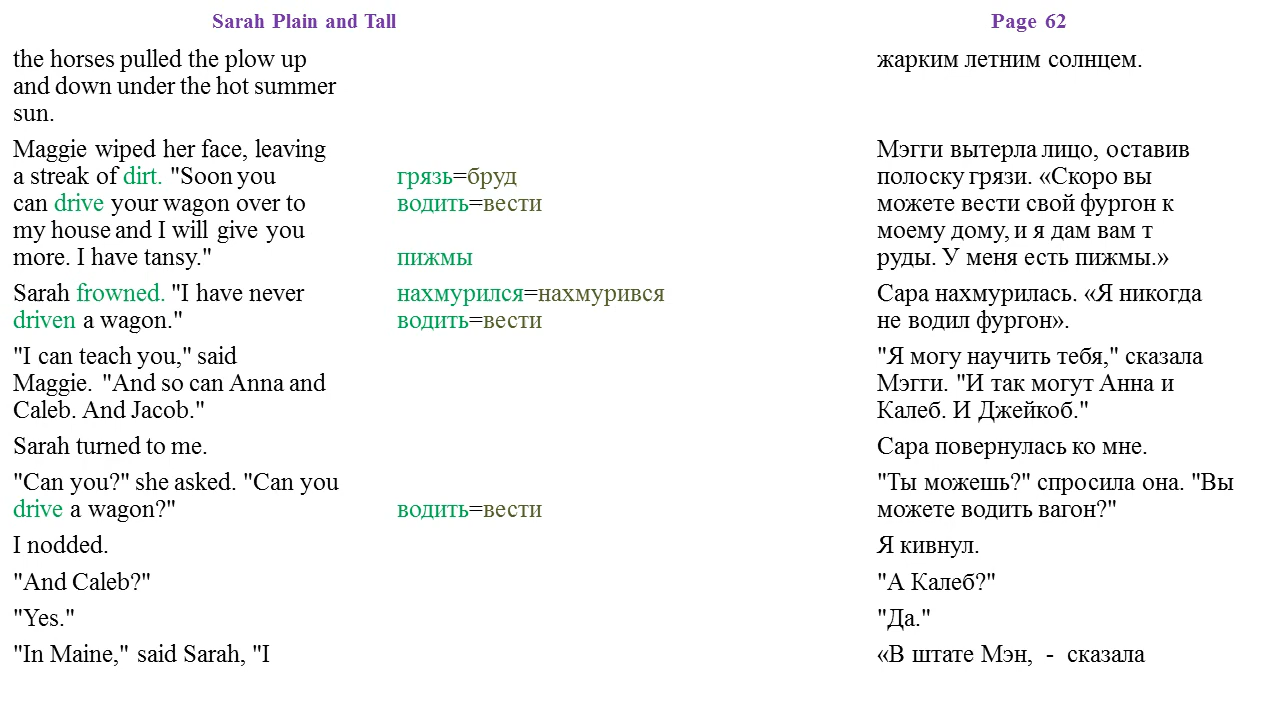 Sarah Plain and Tall
Page 62
the horses pulled the plow up
and down under the hot summer
sun.
жарким летним солнцем.
Maggie wiped her face, leaving
a streak of dirt. "Soon you
can drive your wagon over to
my house and I will give you
more. I have tansy."
грязь=бруд
водить=вести
пижмы
Мэгги вытерла лицо, оставив
полоску грязи. «Скоро вы
можете вести свой фургон к
моему дому, и я дам вам т
руды. У меня есть пижмы.»
Sarah frowned. "I have never
driven a wagon."
нахмурился=нахмурився
водить=вести
Сара нахмурилась. «Я никогда
не водил фургон».
"I can teach you," said
Maggie. "And so can Anna and
Caleb. And Jacob."
"Я могу научить тебя," сказала
Мэгги. "И так могут Анна и
Калеб. И Джейкоб."
Sarah turned to me.
Сара повернулась ко мне.
"Can you?" she asked. "Can you
drive a wagon?"
водить=вести
"Ты можешь?" спросила она. "Вы
можете водить вагон?"
I nodded.
Я кивнул.
"And Caleb?"
"А Калеб?"
"Yes."
"Да."
"In Maine," said Sarah, "I
«В штате Мэн, - сказала